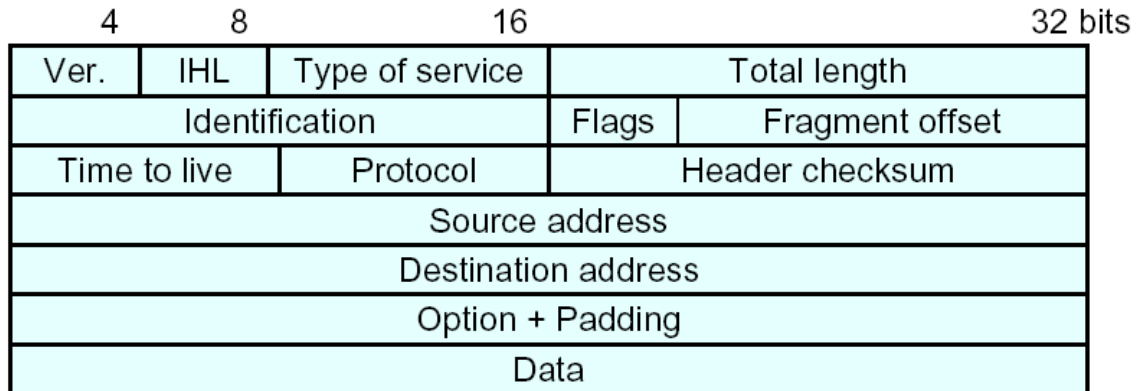 4 8 16 32 bits
Ver. IHL Type of service Total length
Identification Flags Fragment offset
Time to live Protocol Header checksum
Source address
Destination address
Option + Padding
Data